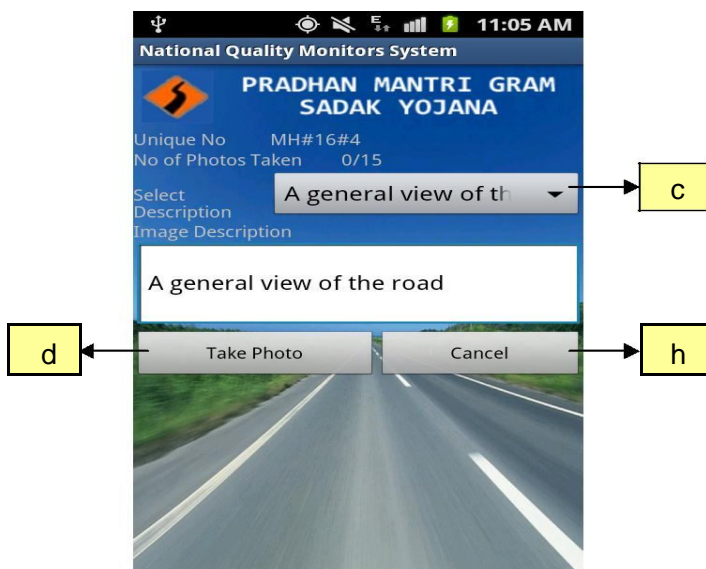 11:05 AM
National Quality Monitors System
PRADHAN MANTRI GRAM
SADAK YOJANA
Unique No MH#16#4
No of Photos Taken 0/15
Select
Description
A general view of th
c
Image Description
A general view of the road
d
Take Photo
Cancel
h